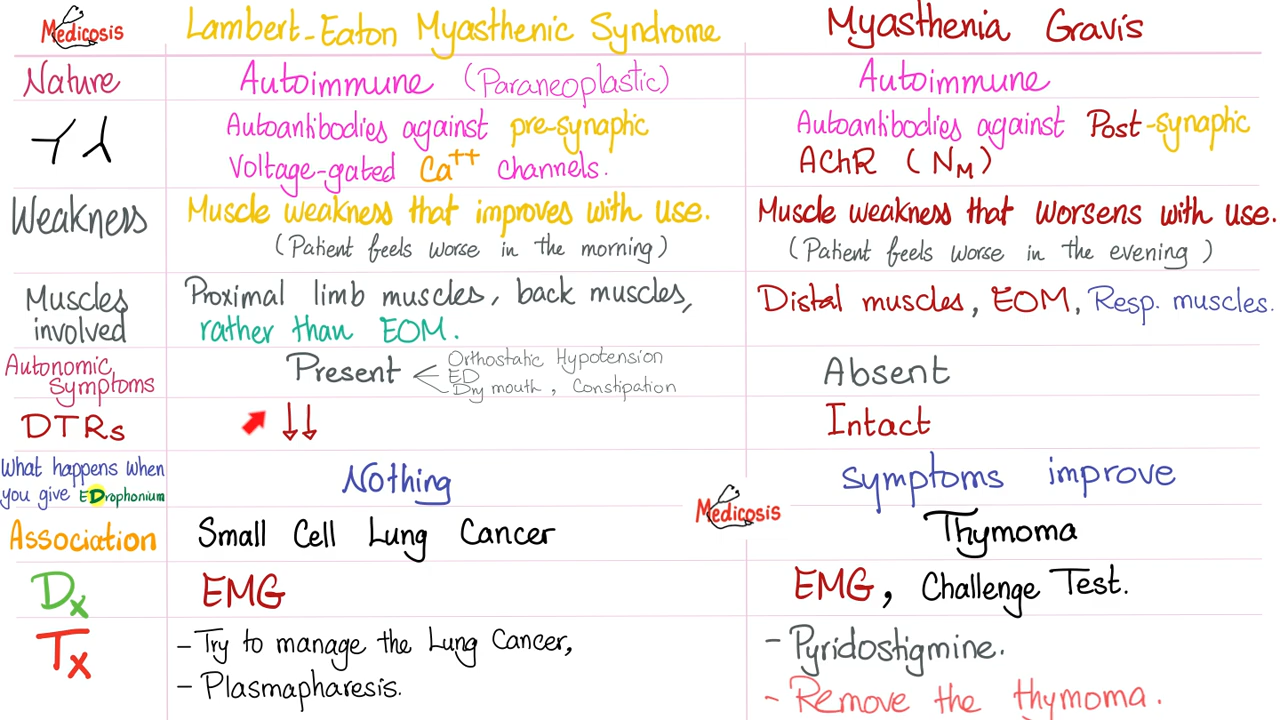 Medicosis
Lambert-Eaton Myasthenic Syndrome
Myasthenia Gravis
Nature
Autoimmune (Paraneoplastic)
Autoimmune
Autoantibodies against pre-synaptic
Voltage-gated Ca++ channels.
Autoantibodies against Post-synaptic
AChR (NM)
Weakness
Muscle weakness that improves with use.
(Patient feels worse in the morning)
Muscle weakness that worsens with use.
(Patient feels worse in the evening)
Muscles
involved
Proximal limb muscles, back muscles,
rather than EOM.
Distal muscles, EOM, Resp. muscles.
Autonomic
Symptoms
Present
Orthostatic Hypotension
ED
Dry mouth, Constipation
Absent
DTRs
↓↓
Intact
What happens when
you give EDrophonium
Nothing
symptoms improve
Medicosis
Association
Small Cell Lung Cancer
Thymoma
Dx
EMG
EMG, Challenge Test.
Tx
- Try to manage the Lung Cancer,
- Plasmapharesis.
- Pyridostigmine.
- Remove the thymoma.